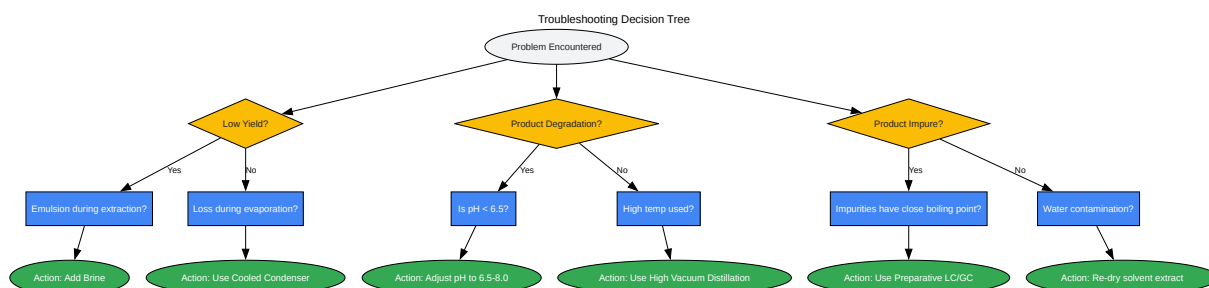 Troubleshooting Decision Tree
Problem Encountered
Low Yield?
Product Degradation?
Product Impure?
Yes
No
Yes
No
Yes
No
Emulsion during extraction?
Loss during evaporation?
Is pH < 6.5?
High temp used?
Impurities have close boiling point?
Water contamination?
Action: Add Brine
Action: Use Cooled Condenser
Action: Adjust pH to 6.5-8.0
Action: Use High Vacuum Distillation
Action: Use Preparative LC/GC
Action: Re-dry solvent extract